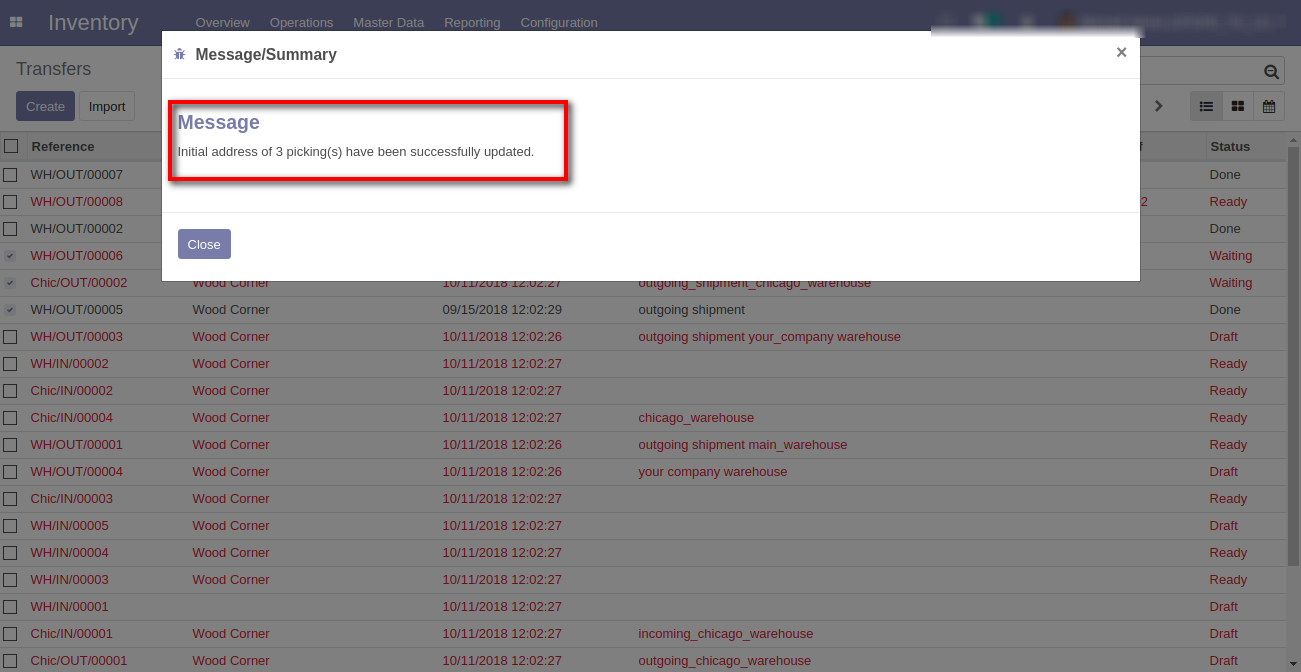 Inventory Overview Operations Master Data Reporting Configuration
Message/Summary ×
Transfers
Create Import
Message
Initial address of 3 picking(s) have been successfully updated.
Close
Reference Status
WH/OUT/00007 Done
WH/OUT/00008 2 Ready
WH/OUT/00002 Done
WH/OUT/00006 Waiting
Chic/OUT/00002 Wood Corner 10/11/2018 12:02:27 outgoing_shipment_chicago_warehouse Waiting
WH/OUT/00005 Wood Corner 09/15/2018 12:02:29 outgoing shipment Done
WH/OUT/00003 Wood Corner 10/11/2018 12:02:26 outgoing shipment your_company warehouse Draft
WH/IN/00002 Wood Corner 10/11/2018 12:02:27 Ready
Chic/IN/00002 Wood Corner 10/11/2018 12:02:27 Ready
Chic/IN/00004 Wood Corner 10/11/2018 12:02:27 chicago_warehouse Ready
WH/OUT/00001 Wood Corner 10/11/2018 12:02:26 outgoing shipment main_warehouse Ready
WH/OUT/00004 Wood Corner 10/11/2018 12:02:26 your company warehouse Draft
Chic/IN/00003 Wood Corner 10/11/2018 12:02:27 Ready
WH/IN/00005 Wood Corner 10/11/2018 12:02:27 Draft
WH/IN/00004 Wood Corner 10/11/2018 12:02:27 Ready
WH/IN/00003 Wood Corner 10/11/2018 12:02:27 Ready
WH/IN/00001 10/11/2018 12:02:27 Draft
Chic/IN/00001 Wood Corner 10/11/2018 12:02:27 incoming_chicago_warehouse Draft
Chic/OUT/00001 Wood Corner 10/11/2018 12:02:27 outgoing_chicago_warehouse Draft